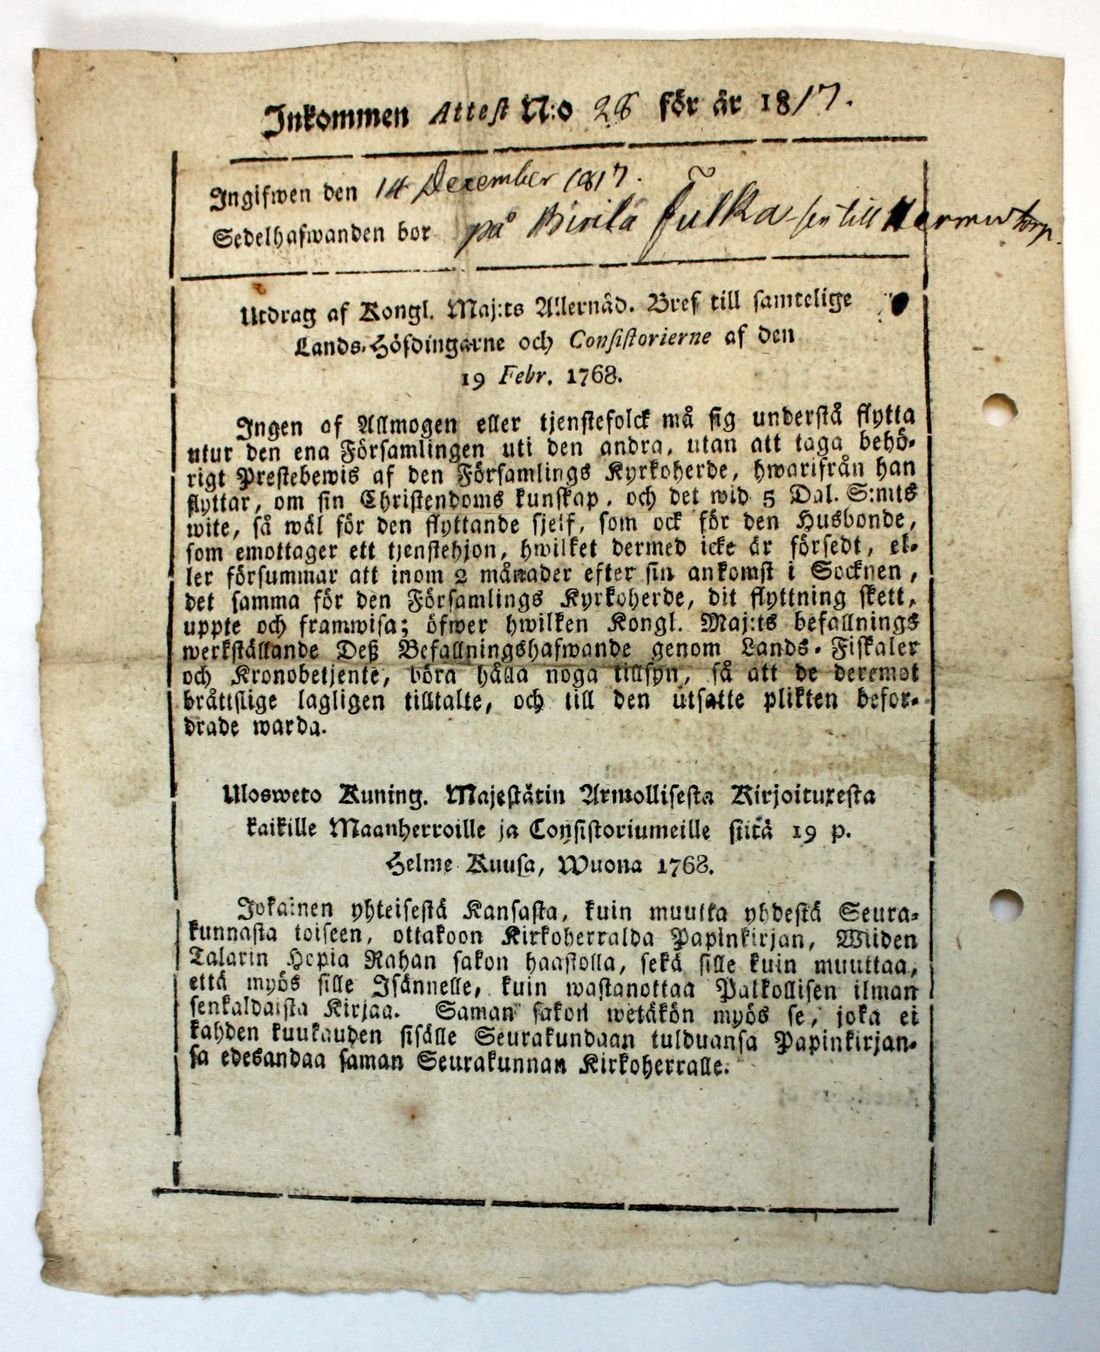 Inkommen Attest N:o 28 för år 1817.
Ingifwen den 14 December 1817.
Sedelhafwanden bor på Birila Julka sen till
Utdrag af Kongl. Maj:ts Allernåd. Bref till samtelige
Lands-Höfdingarne och Consistorierne af den
19 Febr. 1768.
Ingen af Allmogen eller tjenstefolck må sig understå flytta
utur den ena Församlingen uti den andra, utan att taga behö-
rigt Prestebewis af den Församlings Kyrkoherde, hwarifrån han
flyttar, om sin Christendoms kunskap, och det wid 5 Dal. S:mts
wite, så wäl för den flyttande sjelf, som ock för den Husbonde,
som emottager ett tjenstehjon, hwilket dermed icke är försedt, el-
ler försummar att inom 2 månader efter sin ankomst i Socknen,
det samma för den Församlings Kyrkoherde, dit flyttning skett,
uppte och framwisa; öfwer hwilken Kongl. Maj:ts befallnings
werkställande Deß Befallningshafwande genom Lands-Fiskaler
och Kronobetjente, böra hålla noga tillsyn, så att de deremot
bråttslige lagligen tilltalte, och till den utsatte plikten befor-
drade warda.
Ulosweto Kuning. Majestätin Armollisesta Kirjoituxesta
kaikille Maanherroille ja Consistoriumeille siitä 19 p.
Helme Kuusa, Wuona 1768.
Jokainen yhteisestä Kansasta, kuin muutta yhdestä Seura-
kunnasta toiseen, ottakoon Kirkoherralda Papinkirjan, Wiiden
Talarin Hopia Rahan sakon haastolla, sekä sille kuin muuttaa,
että myös sille Isännelle, kuin wastanottaa Palkollisen ilman
senkaldaista Kirjaa. Saman sakon wetäkön myös se, joka ei
kahden kuukauden sisälle Seurakundaan tulduansa Papinkirjan-
sa edesandaa saman Seurakunnan Kirkoherralle.